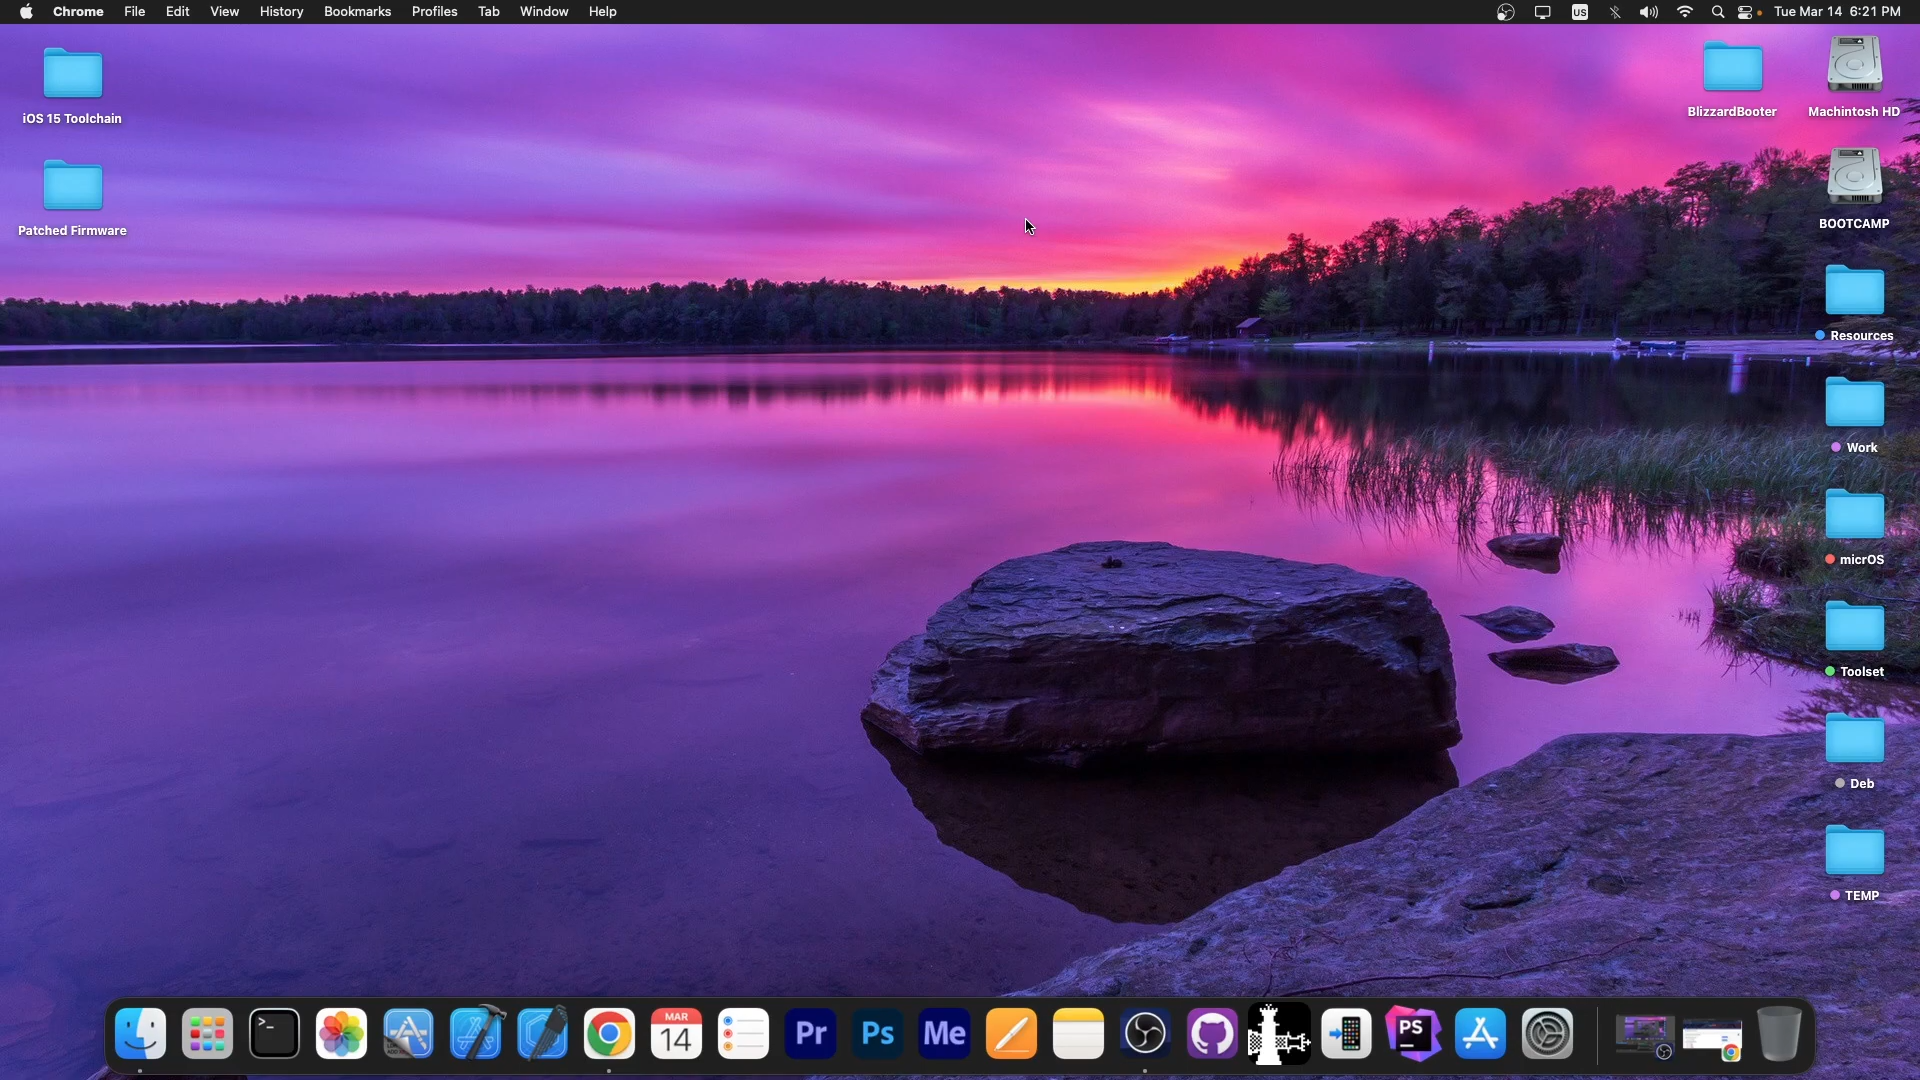 Chrome File Edit View History Bookmarks Profiles Tab Window Help US Tue Mar 14 6:21 PM
iOS 15 Toolchain
Patched Firmware
BlizzardBooter
Machintosh HD
BOOTCAMP
Resources
Work
micrOS
Toolset
Deb
TEMP
>_
MAR
14
Pr
Ps
Me
PS